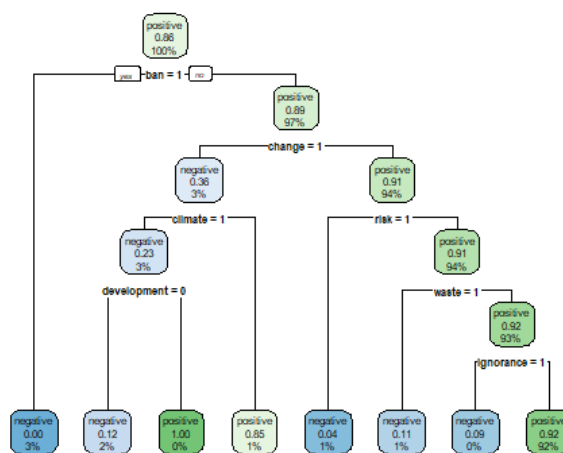 positive
0.86
100%
yes ban = 1 no
positive
0.89
97%
change = 1
negative
0.36
3%
positive
0.91
94%
climate = 1
risk = 1
negative
0.23
3%
positive
0.91
94%
development = 0
waste = 1
positive
0.92
93%
ignorance = 1
negative
0.00
3%
negative
0.12
2%
positive
1.00
0%
positive
0.85
1%
negative
0.04
1%
negative
0.11
1%
negative
0.09
0%
positive
0.92
92%